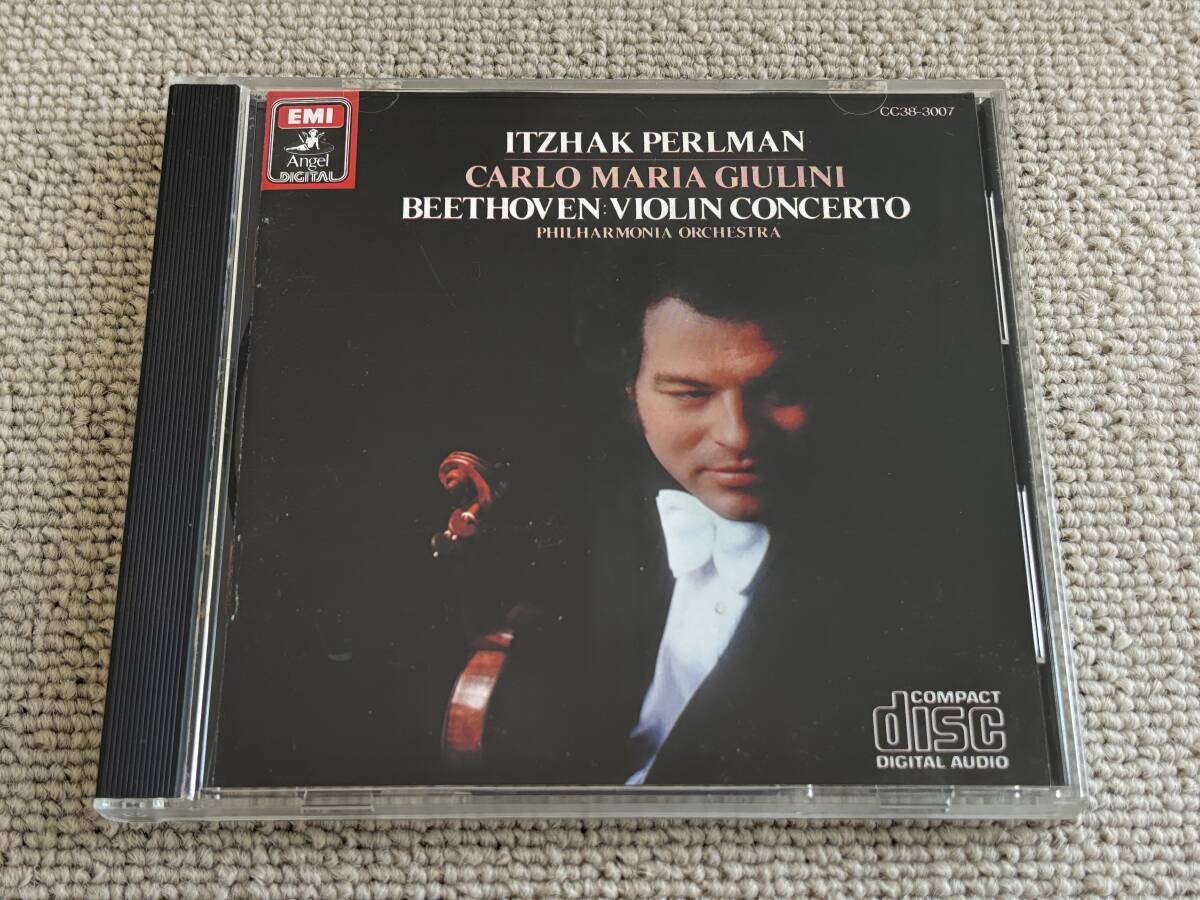 EMI
Angel
DIGITAL
CC38-3007
ITZHAK PERLMAN
CARLO MARIA GIULINI
BEETHOVEN: VIOLIN CONCERTO
PHILHARMONIA ORCHESTRA
COMPACT
disc
DIGITAL AUDIO